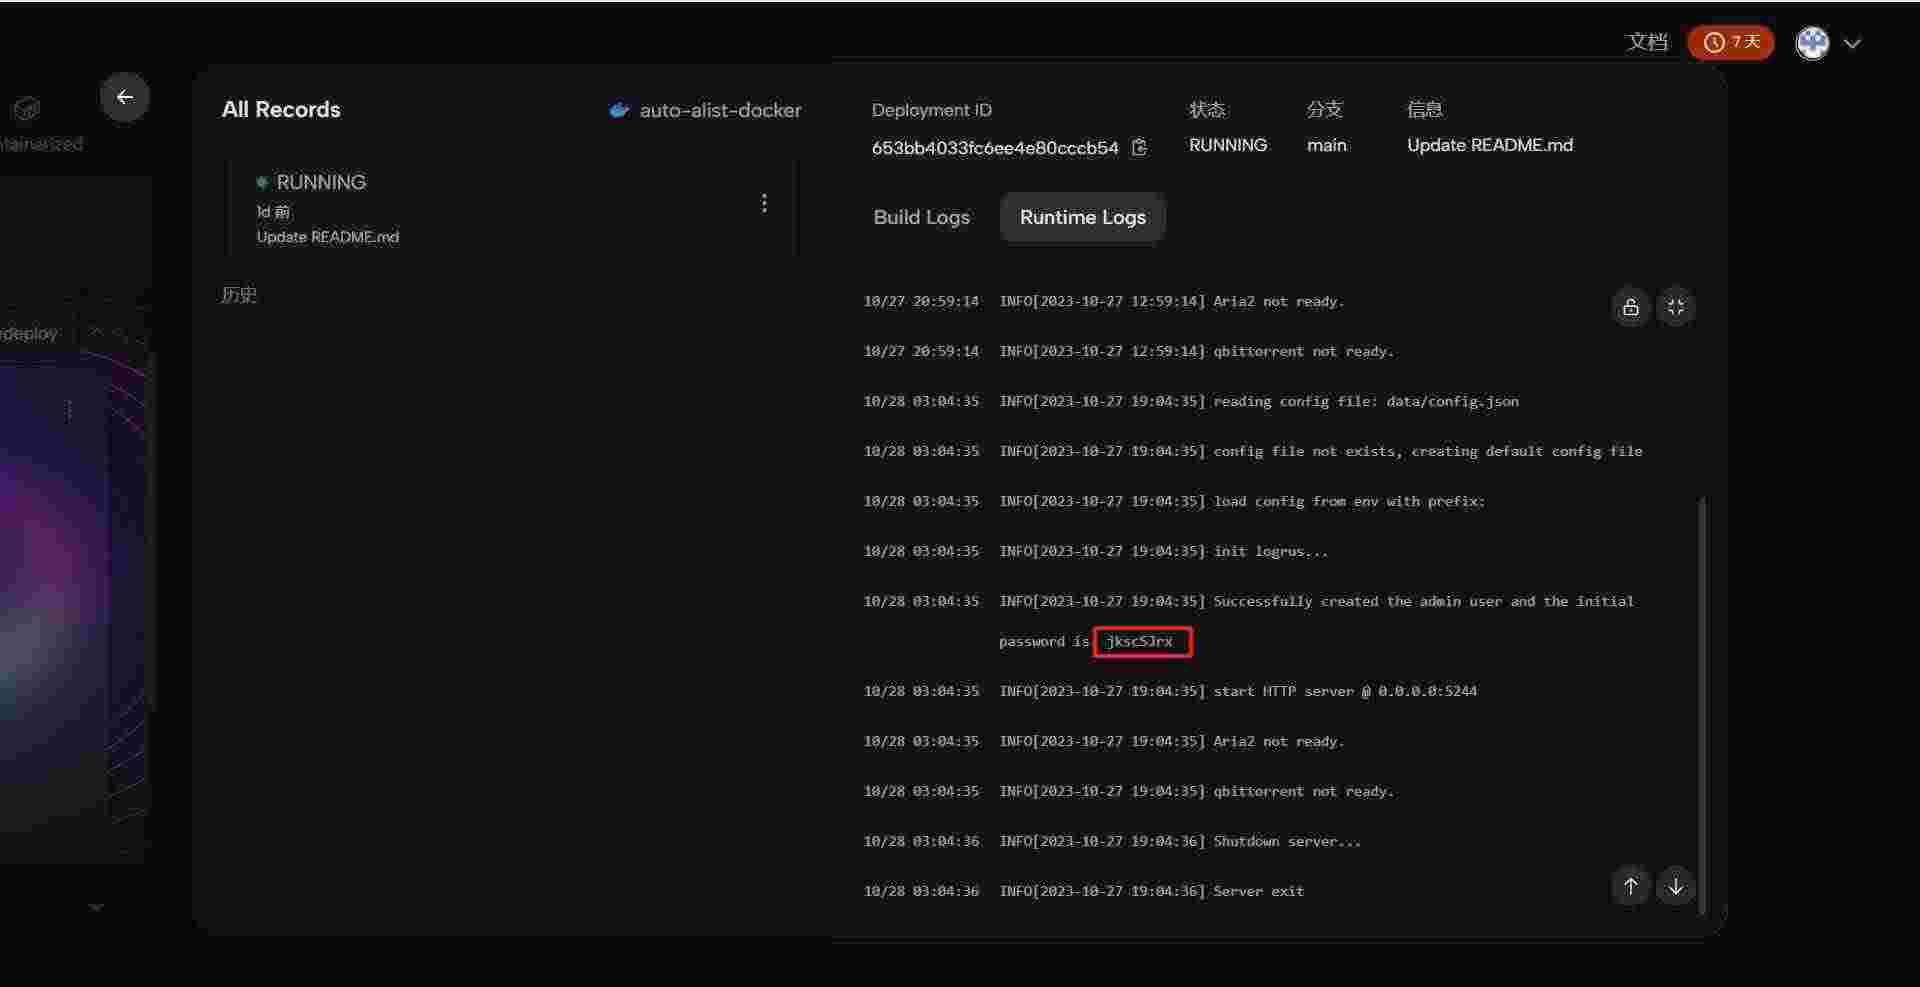 文档
7 天
tainerized
All Records
auto-alist-docker
RUNNING
1d 前
Update README.md
历史
edeploy
Deployment ID
状态
分支
信息
653bb4033fc6ee4e80cccb54
RUNNING
main
Update README.md
Build Logs
Runtime Logs
10/27 20:59:14 INFO[2023-10-27 12:59:14] Aria2 not ready.
10/27 20:59:14 INFO[2023-10-27 12:59:14] qbittorrent not ready.
10/28 03:04:35 INFO[2023-10-27 19:04:35] reading config file: data/config.json
10/28 03:04:35 INFO[2023-10-27 19:04:35] config file not exists, creating default config file
10/28 03:04:35 INFO[2023-10-27 19:04:35] load config from env with prefix:
10/28 03:04:35 INFO[2023-10-27 19:04:35] init logrus...
10/28 03:04:35 INFO[2023-10-27 19:04:35] Successfully created the admin user and the initial
password is jkscSJrx
10/28 03:04:35 INFO[2023-10-27 19:04:35] start HTTP server @ 0.0.0.0:5244
10/28 03:04:35 INFO[2023-10-27 19:04:35] Aria2 not ready.
10/28 03:04:35 INFO[2023-10-27 19:04:35] qbittorrent not ready.
10/28 03:04:36 INFO[2023-10-27 19:04:36] Shutdown server...
10/28 03:04:36 INFO[2023-10-27 19:04:36] Server exit